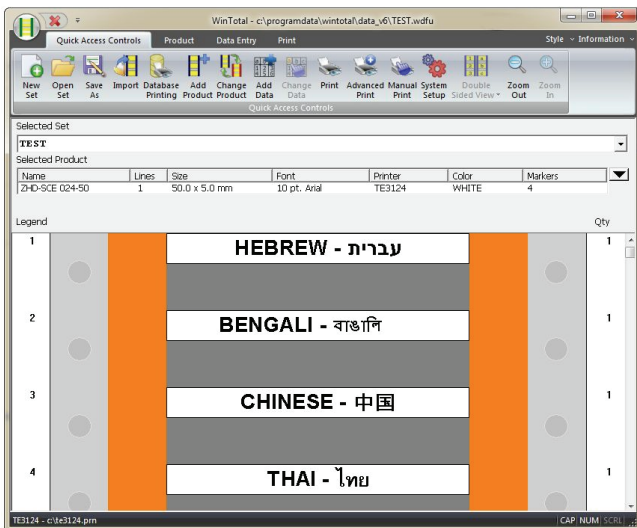 WinTotal - c:\programdata\wintotal\data_v6\TEST.wdfu
Quick Access Controls Product Data Entry Print Style Information
New Set Open Set Save As Import Database Printing Add Product Change Product Add Data Change Data Print Advanced Print Manual Print System Setup Double Sided View Zoom Out Zoom In
Quick Access Controls
Selected Set
TEST
Selected Product
Name Lines Size Font Printer Color Markers
ZHD-SCE 024-50 1 50.0 x 5.0 mm 10 pt. Arial TE3124 WHITE 4
Legend Qty
1 HEBREW - עברית 1
2 BENGALI - বাঙালি 1
3 CHINESE - 中国 1
4 THAI - ไทย 1
TE3124 - c:\te3124.prn CAP NUM SCRL